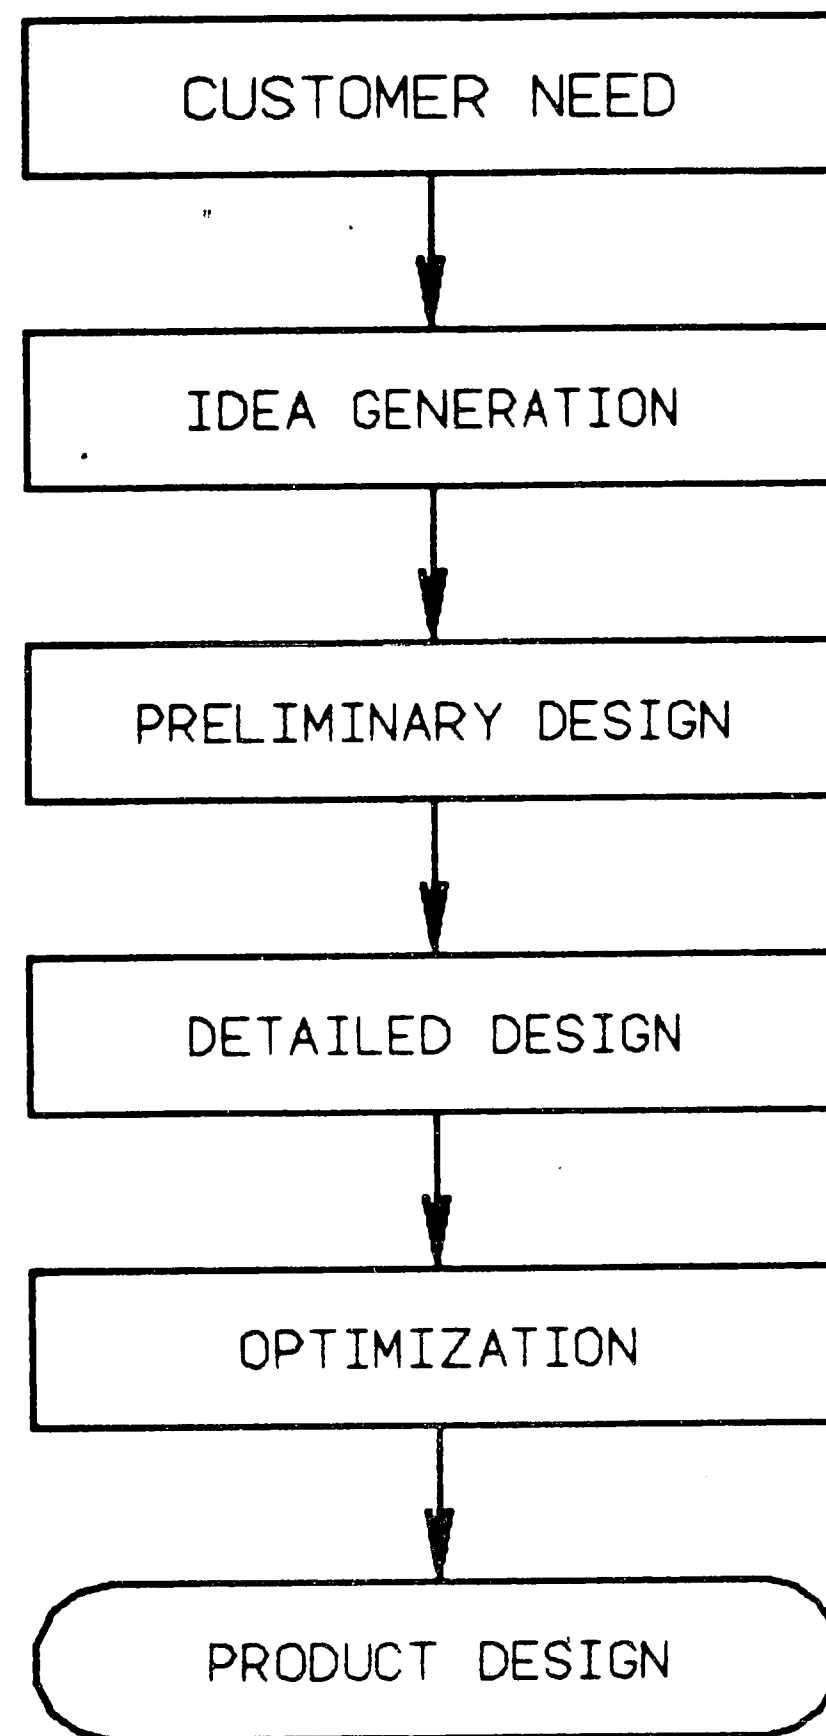 CUSTOMER NEED
IDEA GENERATION
PRELIMINARY DESIGN
DETAILED DESIGN
OPTIMIZATION
PRODUCT DESIGN